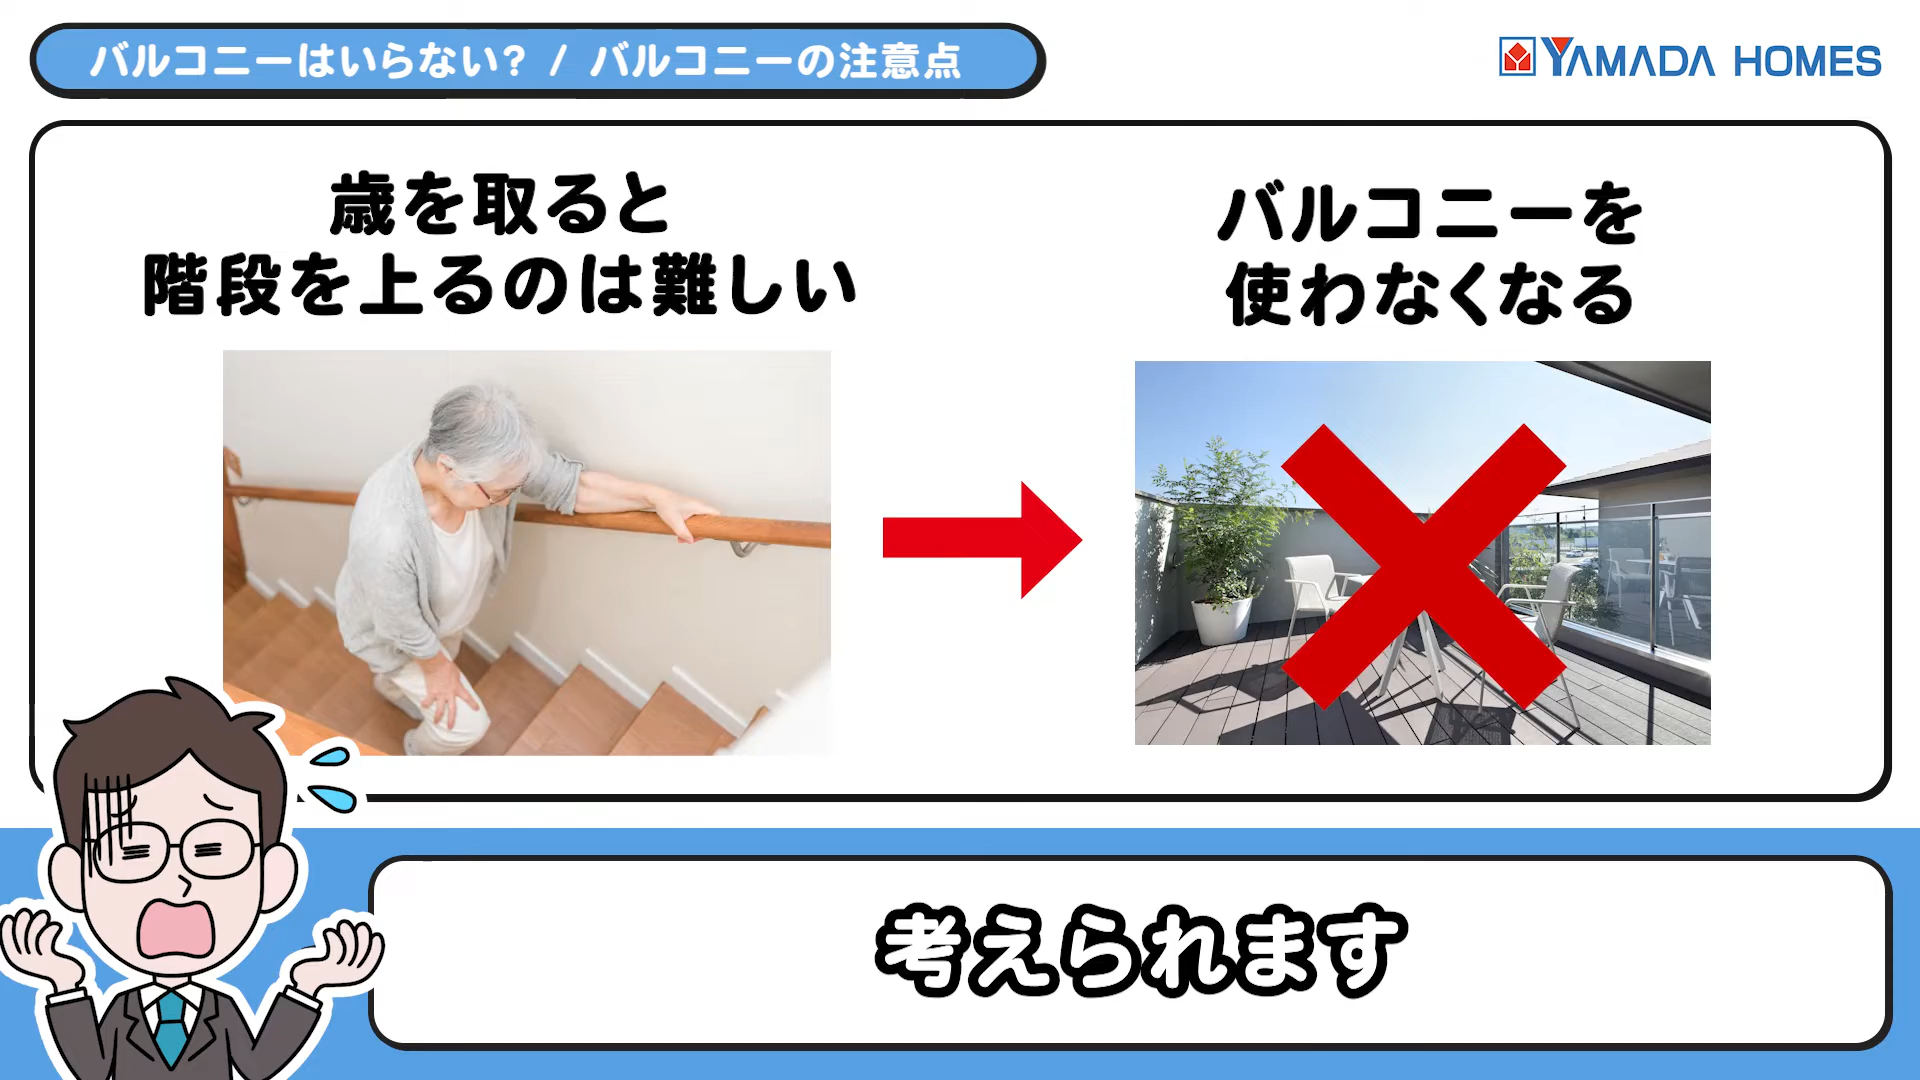 バルコニーはいらない? / バルコニーの注意点
YAMADA HOMES
歳を取ると
階段を上るのは難しい
バルコニーを
使わなくなる
考えられます